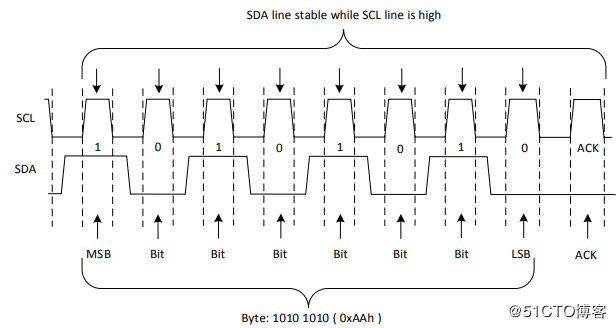 SDA line stable while SCL line is high
SCL
1 0 1 0 1 0 1 0 ACK
SDA
MSB Bit Bit Bit Bit Bit Bit LSB ACK
Byte: 1010 1010 ( 0xAAh )
@51CTO博客